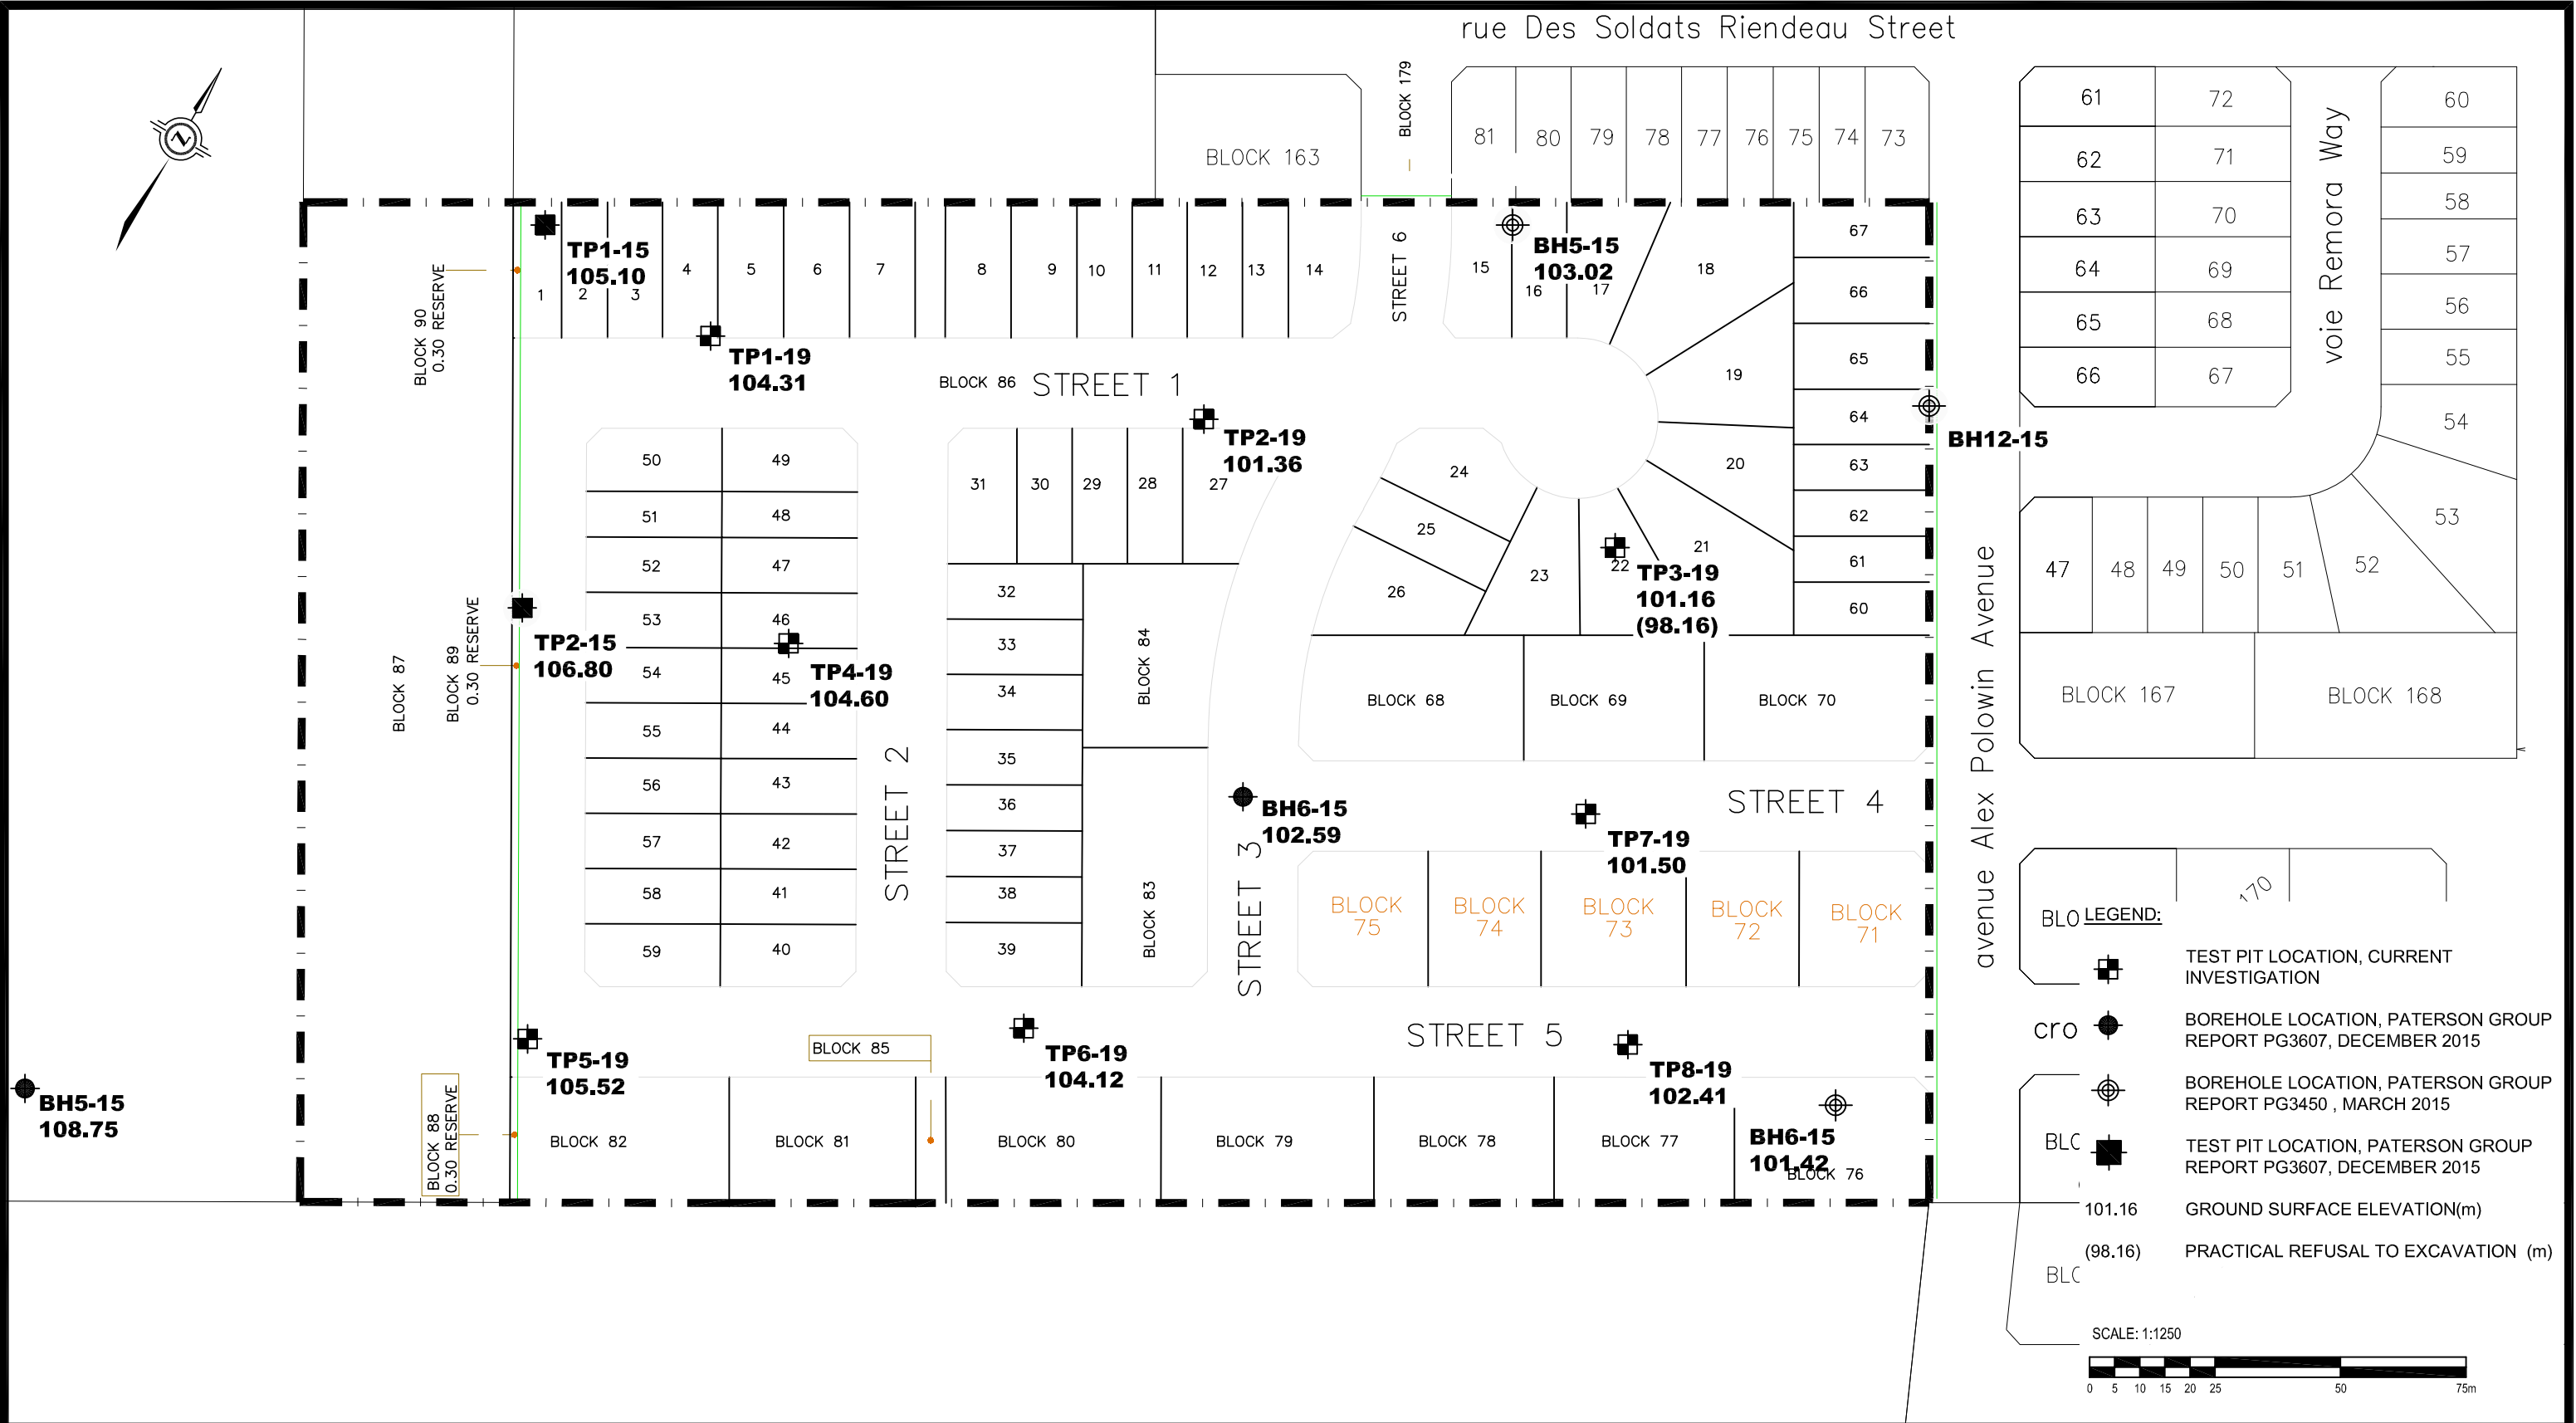 rue Des Soldats Riendeau Street
BLOCK 179
BLOCK 163
81 80 79 78 77 76 75 74 73
61 72
62 71
63 70
64 69
65 68
66 67
voie Remora Way
60
59
58
57
56
55
54
53
52
47 48 49 50 51
BLOCK 167
BLOCK 168
avenue Alex Polowin Avenue
N
TP1-15
105.10
1 2 3 4 5 6 7 8 9 10 11 12 13 14
STREET 6
15 16 17 18
BH5-15
103.02
67
66
65
64
63
62
61
60
19
20
21
22
23
24
25
26
BH12-15
BLOCK 90
0.30 RESERVE
TP1-19
104.31
BLOCK 86
STREET 1
TP2-19
101.36
50 49
51 48
52 47
53 46
54 45
55 44
56 43
57 42
58 41
59 40
31 30 29 28 27
32
33
34
35
36
37
38
39
BLOCK 84
BLOCK 83
TP3-19
101.16
(98.16)
BLOCK 87
BLOCK 89
0.30 RESERVE
TP2-15
106.80
TP4-19
104.60
STREET 2
BLOCK 68
BLOCK 69
BLOCK 70
BH6-15
102.59
STREET 3
STREET 4
TP7-19
101.50
BLOCK
75
BLOCK
74
BLOCK
73
BLOCK
72
BLOCK
71
STREET 5
TP5-19
105.52
BLOCK 85
TP6-19
104.12
TP8-19
102.41
BH5-15
108.75
BLOCK 88
0.30 RESERVE
BLOCK 82
BLOCK 81
BLOCK 80
BLOCK 79
BLOCK 78
BLOCK 77
BH6-15
101.42
BLOCK 76
170
BLO
cro
BLC
BLC
LEGEND:
TEST PIT LOCATION, CURRENT
INVESTIGATION
BOREHOLE LOCATION, PATERSON GROUP
REPORT PG3607, DECEMBER 2015
BOREHOLE LOCATION, PATERSON GROUP
REPORT PG3450 , MARCH 2015
TEST PIT LOCATION, PATERSON GROUP
REPORT PG3607, DECEMBER 2015
101.16 GROUND SURFACE ELEVATION(m)
(98.16) PRACTICAL REFUSAL TO EXCAVATION (m)
SCALE: 1:1250
0 5 10 15 20 25 50 75m